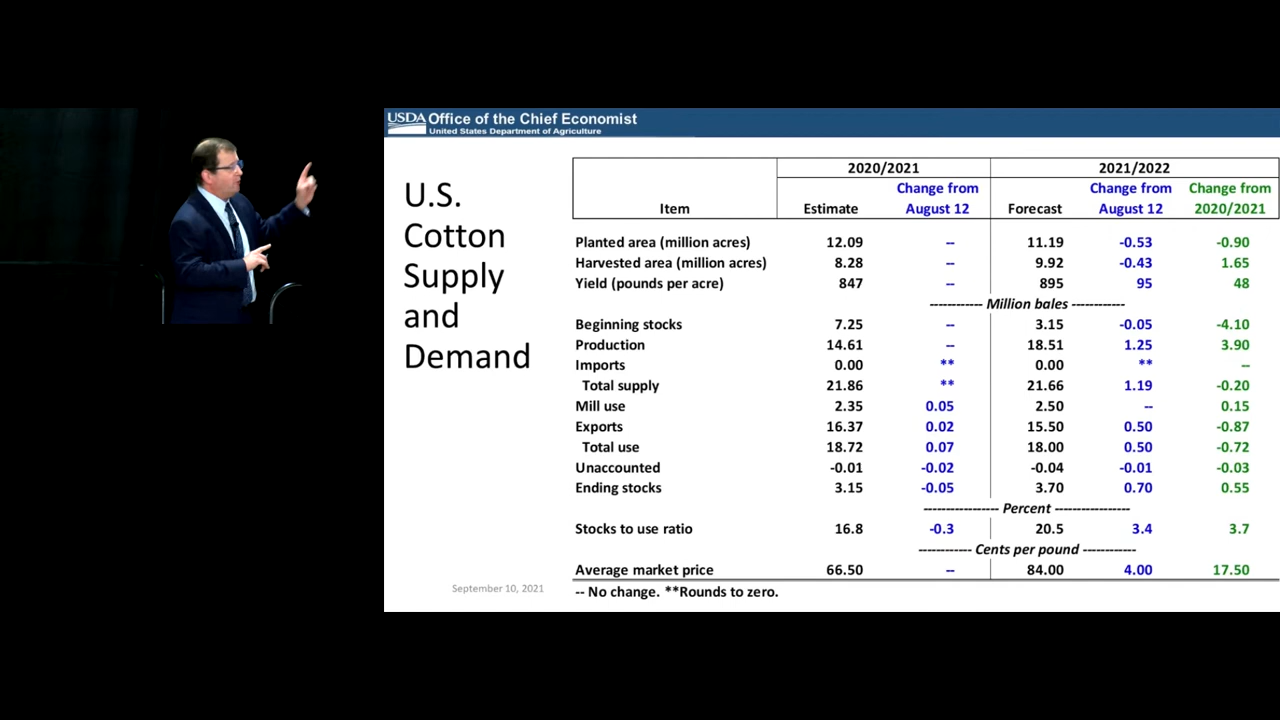 USDA Office of the Chief Economist
United States Department of Agriculture
U.S.
Cotton
Supply
and
Demand
September 10, 2021
2020/2021 2021/2022
Change from Change from Change from
Item Estimate August 12 Forecast August 12 2020/2021
Planted area (million acres) 12.09 -- 11.19 -0.53 -0.90
Harvested area (million acres) 8.28 -- 9.92 -0.43 1.65
Yield (pounds per acre) 847 -- 895 95 48
------------ Million bales ------------
Beginning stocks 7.25 -- 3.15 -0.05 -4.10
Production 14.61 -- 18.51 1.25 3.90
Imports 0.00 ** 0.00 ** --
Total supply 21.86 ** 21.66 1.19 -0.20
Mill use 2.35 0.05 2.50 -- 0.15
Exports 16.37 0.02 15.50 0.50 -0.87
Total use 18.72 0.07 18.00 0.50 -0.72
Unaccounted -0.01 -0.02 -0.04 -0.01 -0.03
Ending stocks 3.15 -0.05 3.70 0.70 0.55
----------------- Percent -----------------
Stocks to use ratio 16.8 -0.3 20.5 3.4 3.7
------------ Cents per pound ------------
Average market price 66.50 -- 84.00 4.00 17.50
-- No change. **Rounds to zero.